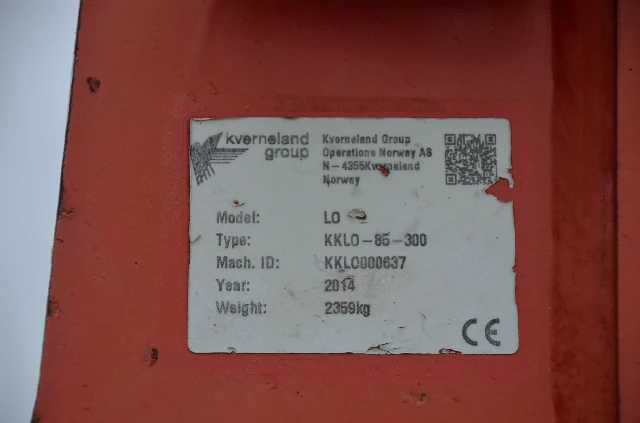 kverneland
group
Kverneland Group
Operations Norway AS
N-4355Kverneland
Norway
Model: LO
Type: KKLO-85-300
Mach. ID: KKLO000637
Year: 2014
Weight: 2359kg
CE